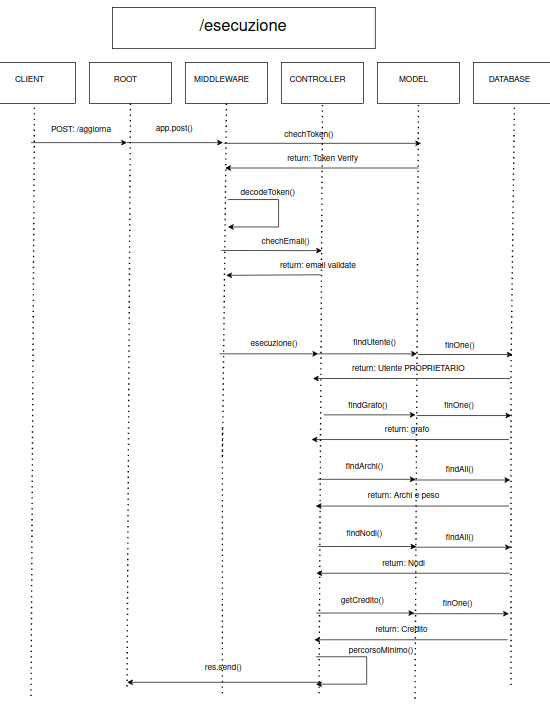 /esecuzione
CLIENT
ROOT
MIDDLEWARE
CONTROLLER
MODEL
DATABASE
POST: /aggiorna
app.post()
chechToken()
return: Token Verify
decodeToken()
chechEmail()
return: email validate
esecuzione()
findUtente()
finOne()
return: Utente PROPRIETARIO
findGrafo()
finOne()
return: grafo
findArchi()
findAll()
return: Archi e peso
findNodi()
findAll()
return: Nodi
getCredito()
finOne()
return: Credito
percorsoMinimo()
res.send()